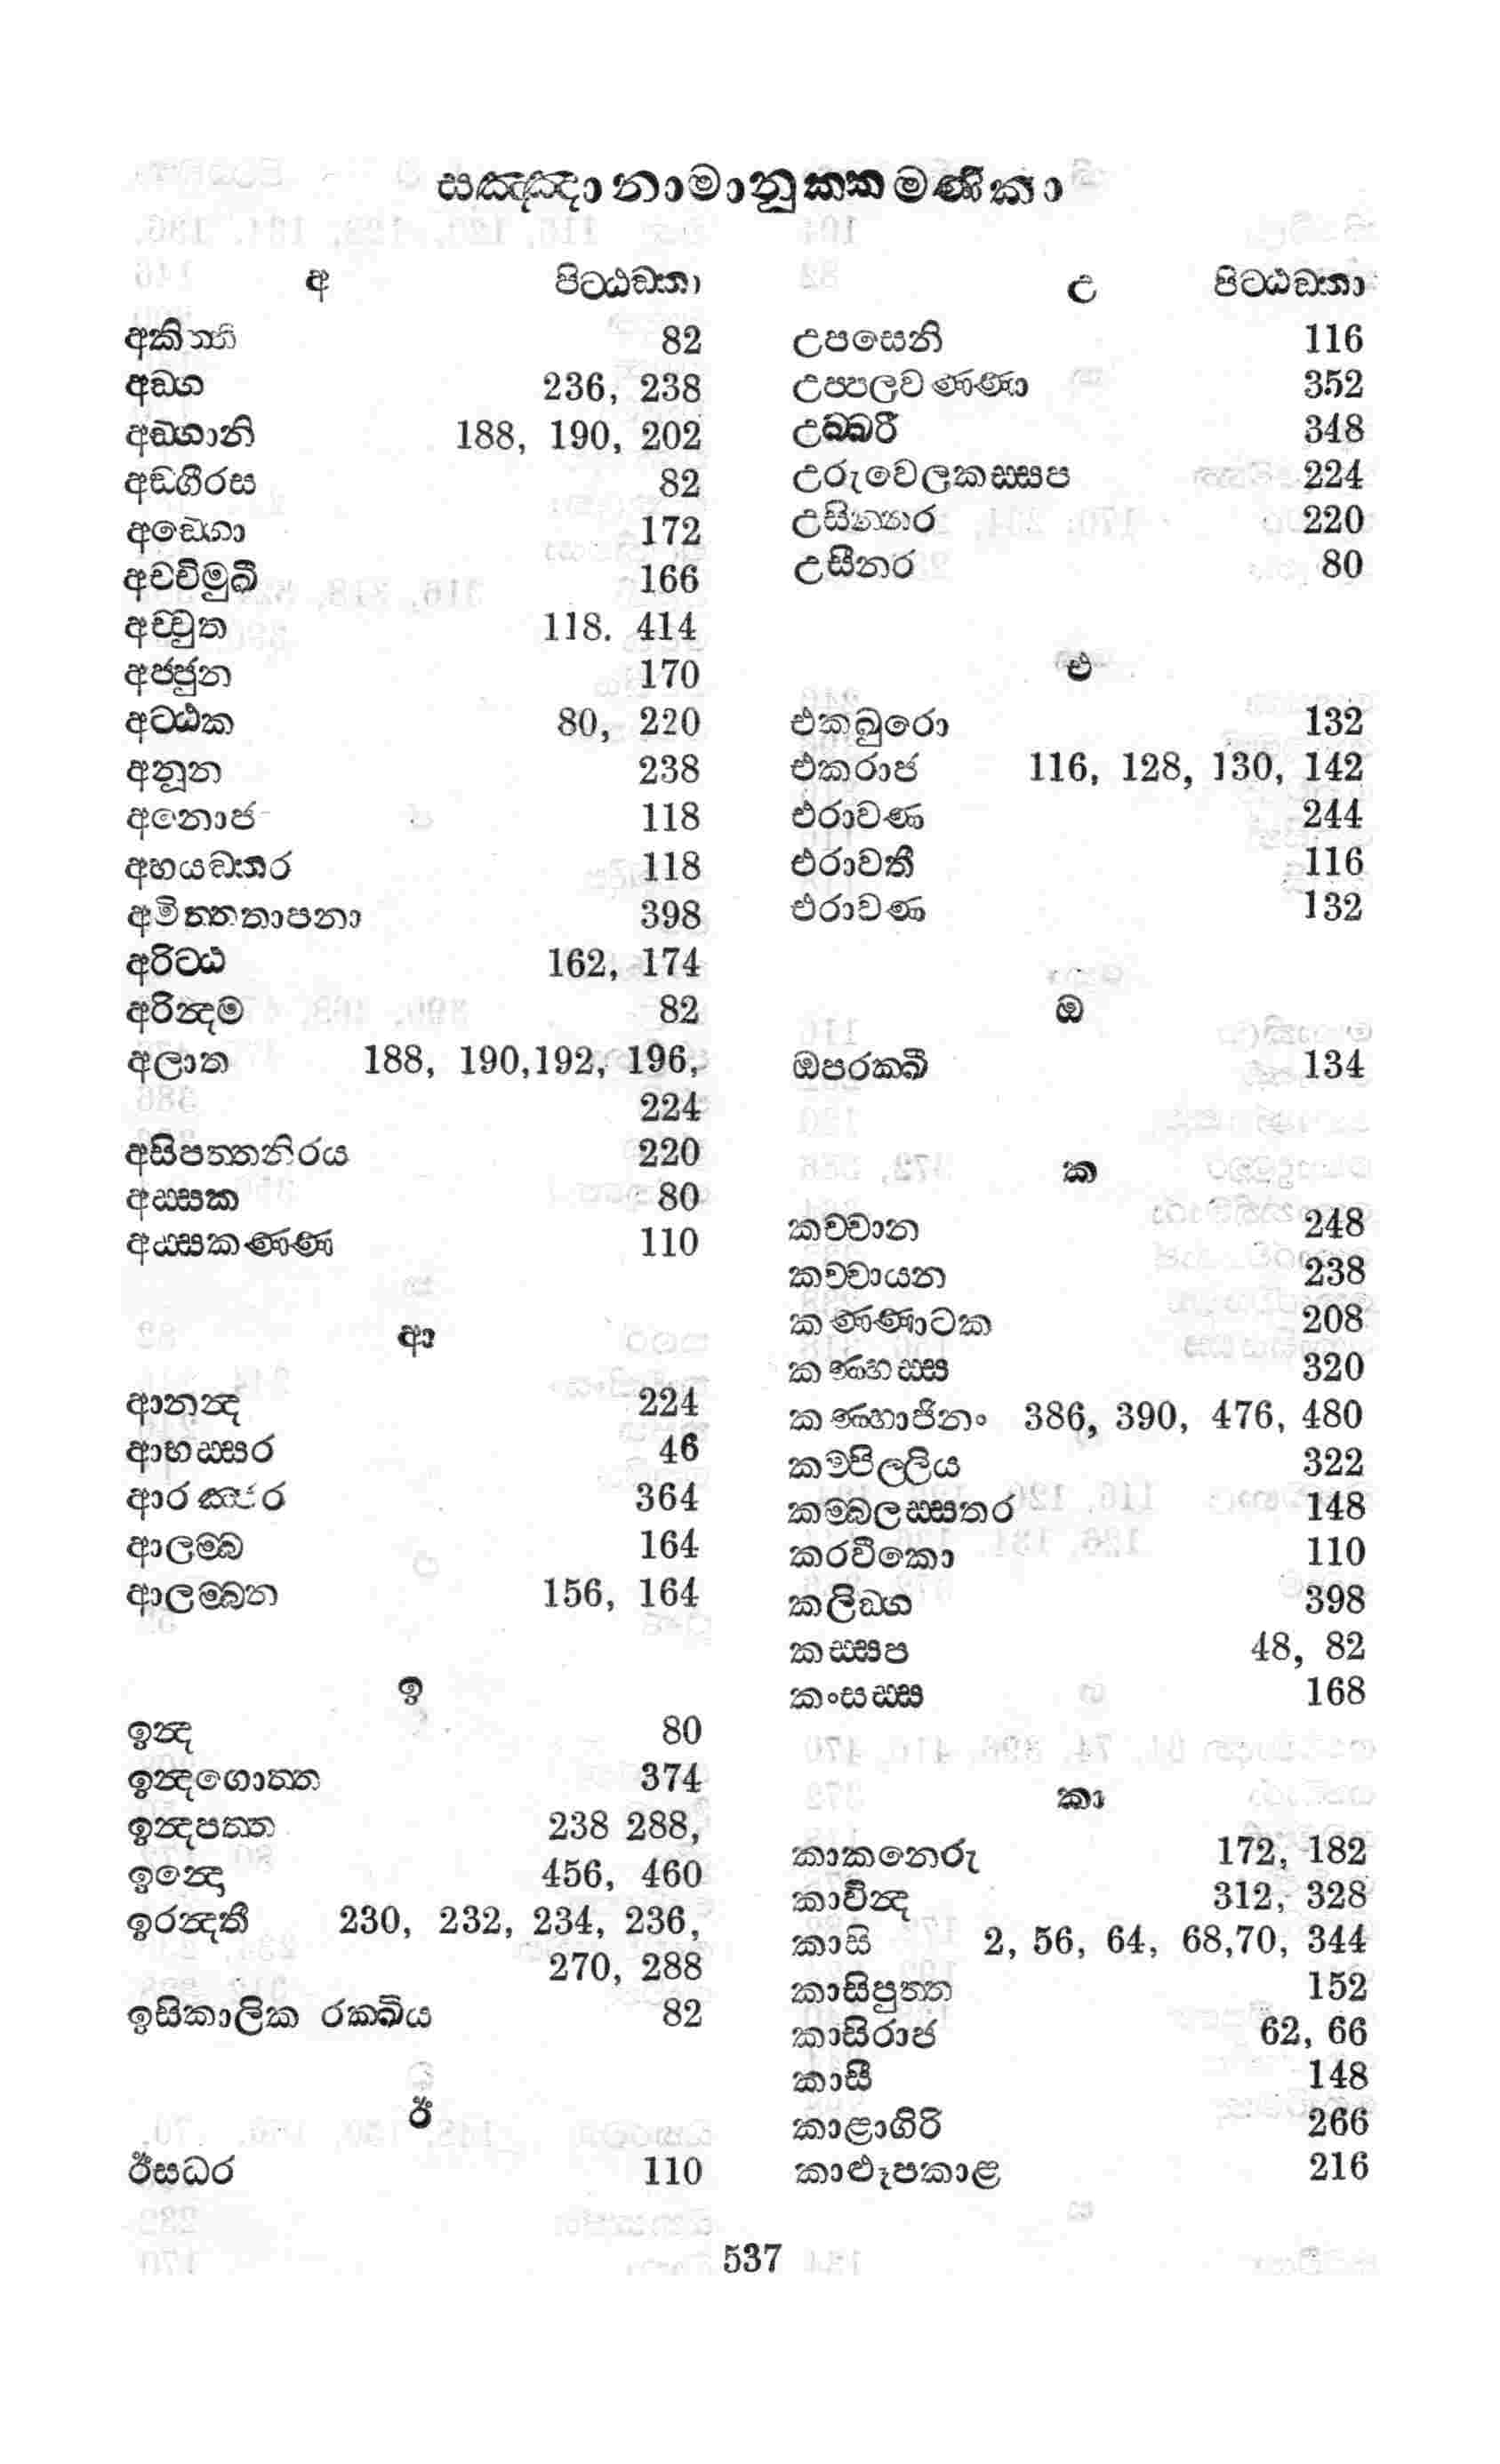 සඤ්ඤානාමානුක්කමණිකා
අ පිට්ඨඞ්කා
අකිත්ති 82
අඞ්ග 236, 238
අඞ්ගානි 188, 190, 202
අඞ්ගීරස 82
අඞ්ගො 172
අච්චිමුඛී 166
අච්චුත 118. 414
අජ්ජුන 170
අට්ඨක 80, 220
අනූන 238
අනොජ 118
අභයඞ්කර 118
අමිත්තතාපනා 398
අරිට්ඨ 162, 174
අරින්දම 82
අලාත 188, 190,192, 196,
224
අසිපත්තනිරය 220
අස්සක 80
අස්සකණ්ණ 110
ආ
ආනන්ද 224
ආභස්සර 46
ආරඤ්ජර 364
ආලම්බ 164
ආලම්බන 156, 164
ඉ
ඉන්ද 80
ඉන්දගොත්ත 374
ඉන්දපත්ත 238 288,
ඉන්දො 456, 460
ඉරන්දතී 230, 232, 234, 236,
270, 288
ඉසිකාලික රක්ඛිය 82
ඊ
ඊසධර 110
උ පිට්ඨඞ්කා
උපසෙනි 116
උප්පලවණ්ණා 352
උබ්බරී 348
උරුවෙලකස්සප 224
උසින්නර 220
උසීනර 80
එ
එකඛුරො 132
එකරාජ 116, 128, 130, 142
එරාවණ 244
එරාවතී 116
එරාවණ 132
ඔ
ඔපරක්ඛී 134
ක
කච්චාන 248
කච්චායන 238
කණ්ණාටක 208
කණ්හස්ස 320
කණ්හාජිනං 386, 390, 476, 480
කම්පිල්ලිය 322
කම්බලස්සතර 148
කරවීකො 110
කලිඞ්ග 398
කස්සප 48, 82
කංසස්ස 168
කා
කාකනෙරු 172, 182
කාවින්ද 312, 328
කාසි 2, 56, 64, 68,70, 344
කාසිපුත්ත 152
කාසිරාජ 62, 66
කාසී 148
කාළාගිරි 266
කාළූපකාළ 216
537